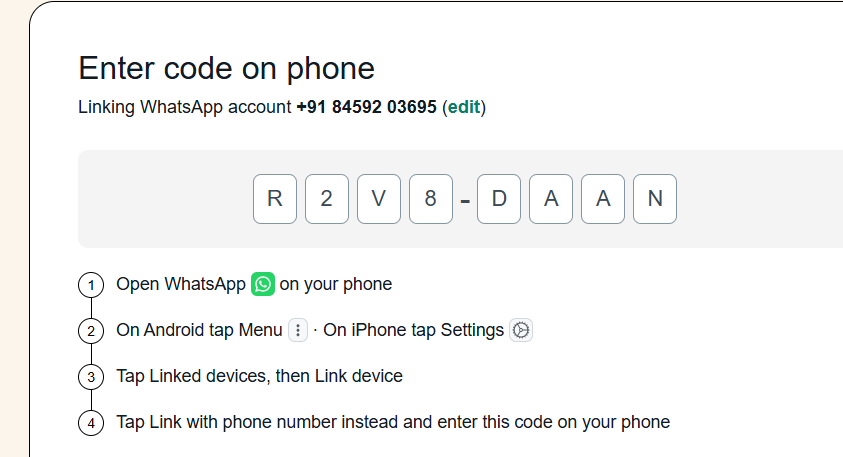 Enter code on phone
Linking WhatsApp account +91 84592 03695 (edit)
R 2 V 8 - D A A N
1 Open WhatsApp on your phone
2 On Android tap Menu · On iPhone tap Settings
3 Tap Linked devices, then Link device
4 Tap Link with phone number instead and enter this code on your phone